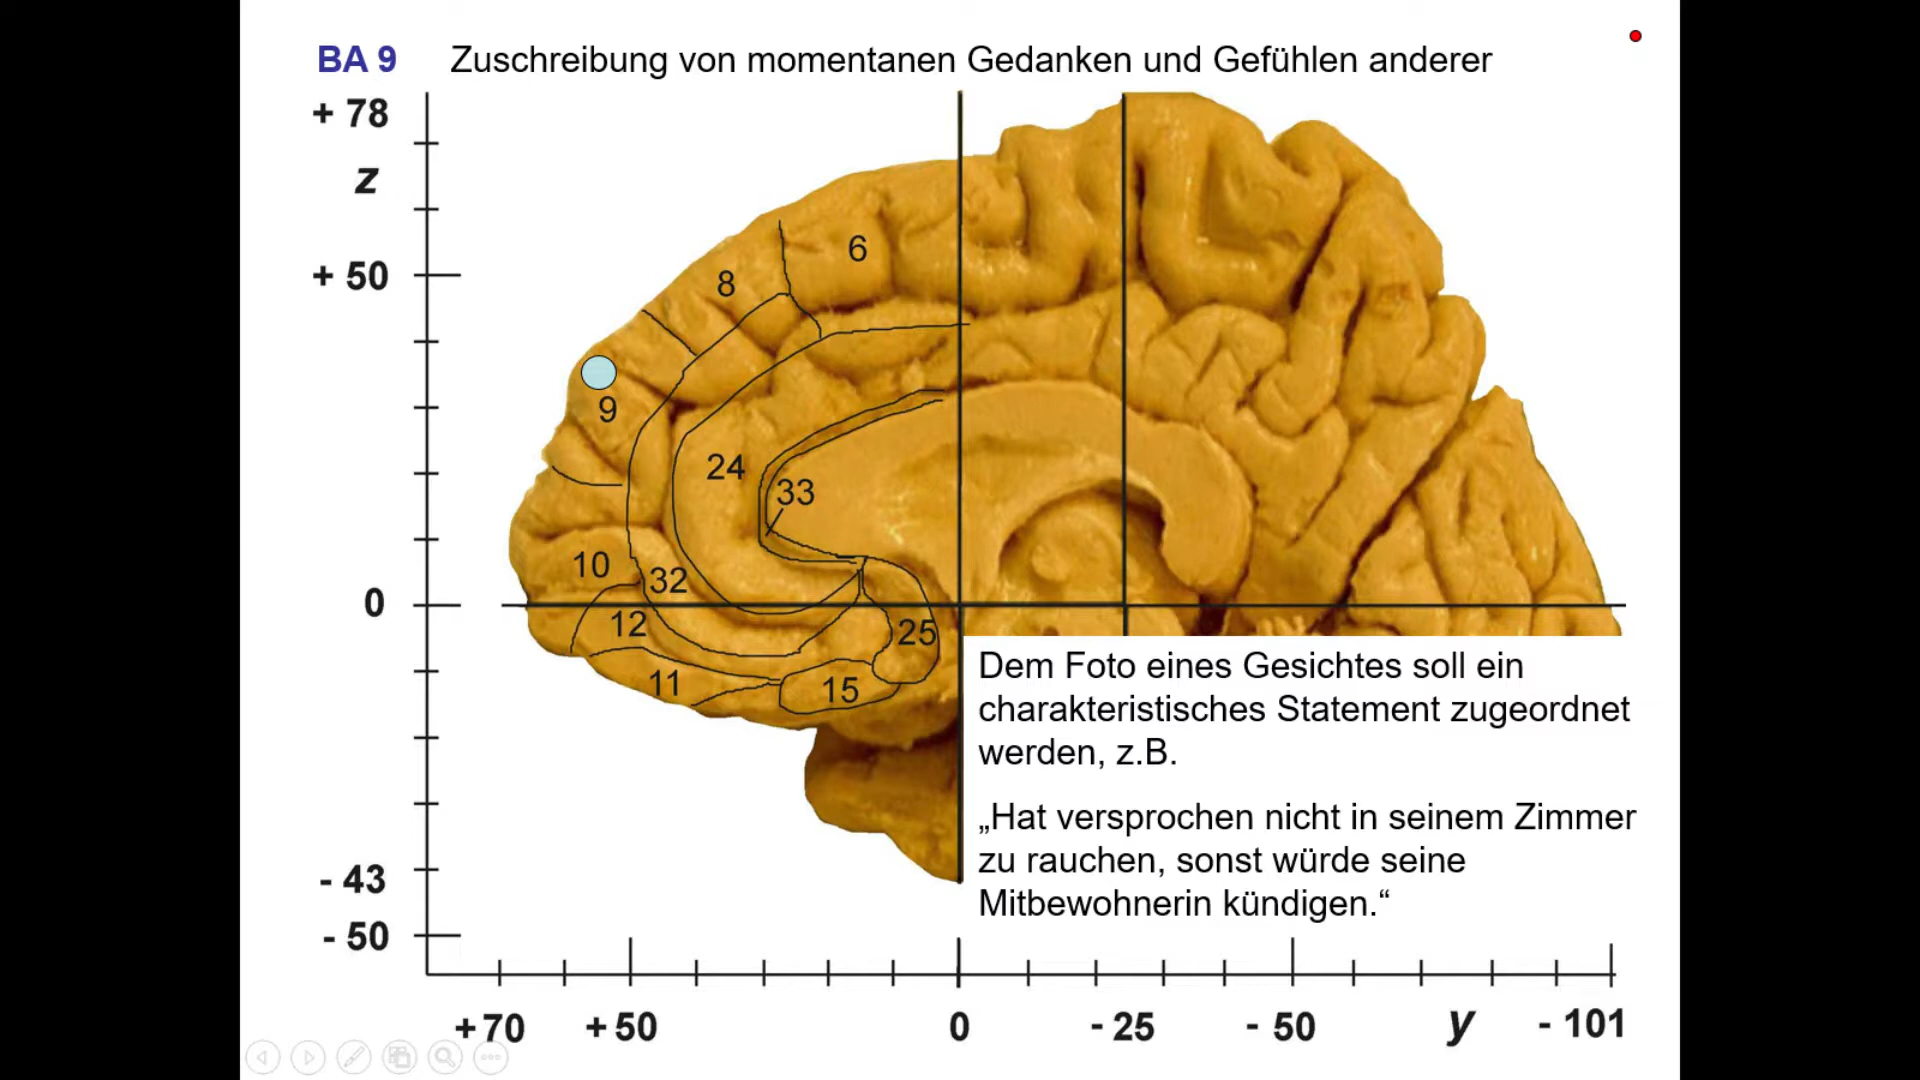 BA 9 Zuschreibung von momentanen Gedanken und Gefühlen anderer
+ 78
z
+ 50
0
- 43
- 50
6
8
9
24
33
10
32
12
25
11
15
Dem Foto eines Gesichtes soll ein
charakteristisches Statement zugeordnet
werden, z.B.
„Hat versprochen nicht in seinem Zimmer
zu rauchen, sonst würde seine
Mitbewohnerin kündigen.“
+ 70 + 50 0 - 25 - 50 y - 101